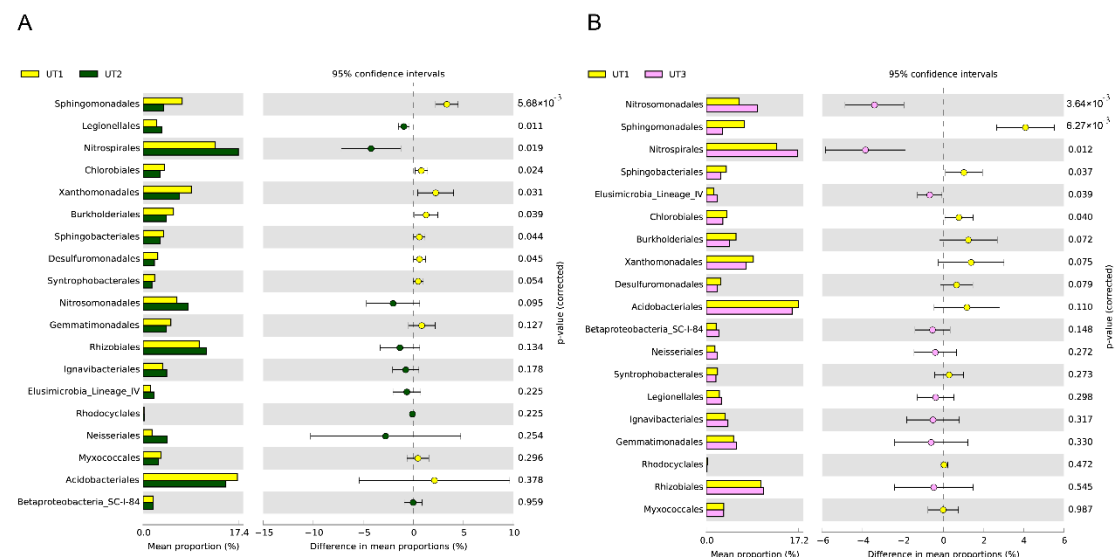 A
UT1 UT2
95% confidence intervals
Sphingomonadales 5.68×10⁻³
Legionellales 0.011
Nitrospirales 0.019
Chlorobiales 0.024
Xanthomonadales 0.031
Burkholderiales 0.039
Sphingobacteriales 0.044
Desulfuromonadales 0.045
Syntrophobacterales 0.054
Nitrosomonadales 0.095
Gemmatimonadales 0.127
Rhizobiales 0.134
Ignavibacteriales 0.178
Elusimicrobia_Lineage_IV 0.225
Rhodocyclales 0.225
Neisseriales 0.254
Myxococcales 0.296
Acidobacteriales 0.378
Betaproteobacteria_SC-I-84 0.959
p-value (corrected)
0.0 17.4 −15 −10 −5 0 5 10
Mean proportion (%) Difference in mean proportions (%)
B
UT1 UT3
95% confidence intervals
Nitrosomonadales 3.64×10⁻³
Sphingomonadales 6.27×10⁻³
Nitrospirales 0.012
Sphingobacteriales 0.037
Elusimicrobia_Lineage_IV 0.039
Chlorobiales 0.040
Burkholderiales 0.072
Xanthomonadales 0.075
Desulfuromonadales 0.079
Acidobacteriales 0.110
Betaproteobacteria_SC-I-84 0.148
Neisseriales 0.272
Syntrophobacterales 0.273
Legionellales 0.298
Ignavibacteriales 0.317
Gemmatimonadales 0.330
Rhodocyclales 0.472
Rhizobiales 0.545
Myxococcales 0.987
p-value (corrected)
0.0 17.2 −6 −4 −2 0 2 4 6
Mean proportion (%) Difference in mean proportions (%)